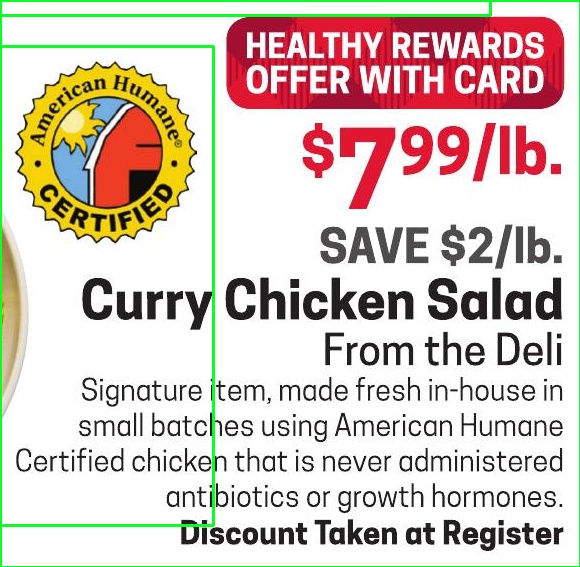 HEALTHY REWARDS
OFFER WITH CARD
American Humane®
CERTIFIED
$7.99/lb.
SAVE $2/lb.
Curry Chicken Salad
From the Deli
Signature item, made fresh in-house in
small batches using American Humane
Certified chicken that is never administered
antibiotics or growth hormones.
Discount Taken at Register